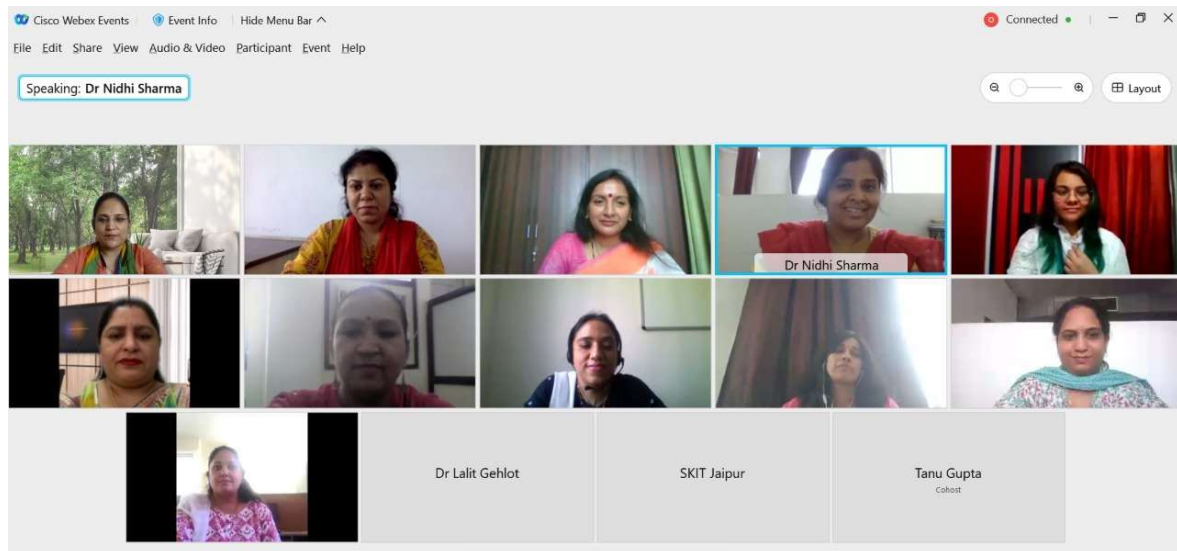 Cisco Webex Events Event Info Hide Menu Bar
Connected
File Edit Share View Audio & Video Participant Event Help
Speaking: Dr Nidhi Sharma
Layout
Dr Nidhi Sharma
Dr Lalit Gehlot
SKIT Jaipur
Tanu Gupta
Cohost